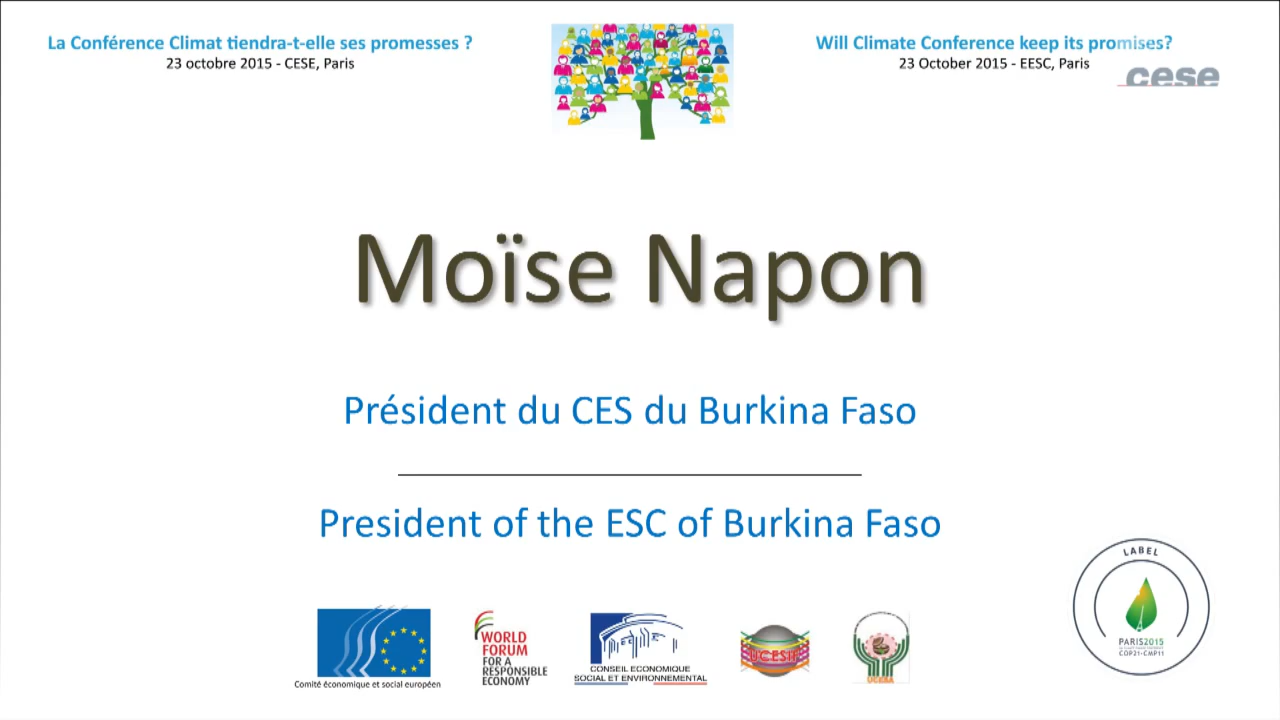 La Conférence Climat tiendra-t-elle ses promesses ?
23 octobre 2015 - CESE, Paris
Will Climate Conference keep its promises?
23 October 2015 - EESC, Paris
cese
Moïse Napon
Président du CES du Burkina Faso
President of the ESC of Burkina Faso
LABEL
PARIS2015
COP21-CMP11
Comité économique et social européen
WORLD
FORUM
FOR A
RESPONSIBLE
ECONOMY
CONSEIL ECONOMIQUE
SOCIAL ET ENVIRONNEMENTAL
UCESIF